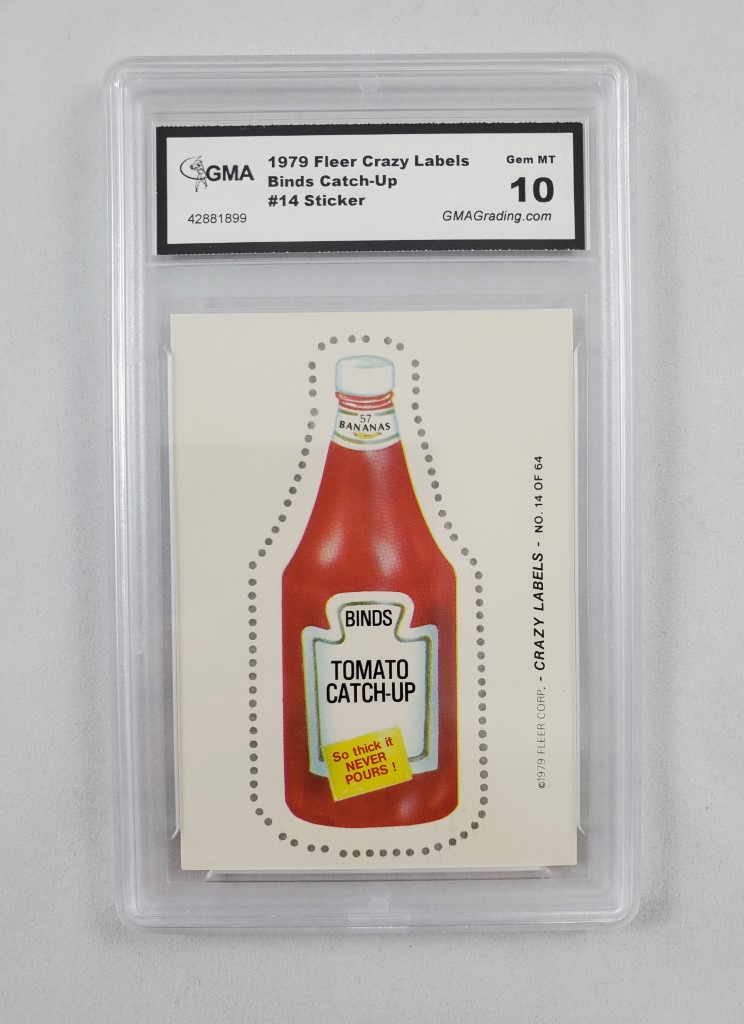 GMA
1979 Fleer Crazy Labels
Binds Catch-Up
#14 Sticker
42881899
Gem MT
10
GMAGrading.com
57
BANANAS
BINDS
TOMATO
CATCH-UP
So thick it
NEVER
POURS !
©1979 FLEER CORP. - CRAZY LABELS - NO. 14 OF 64